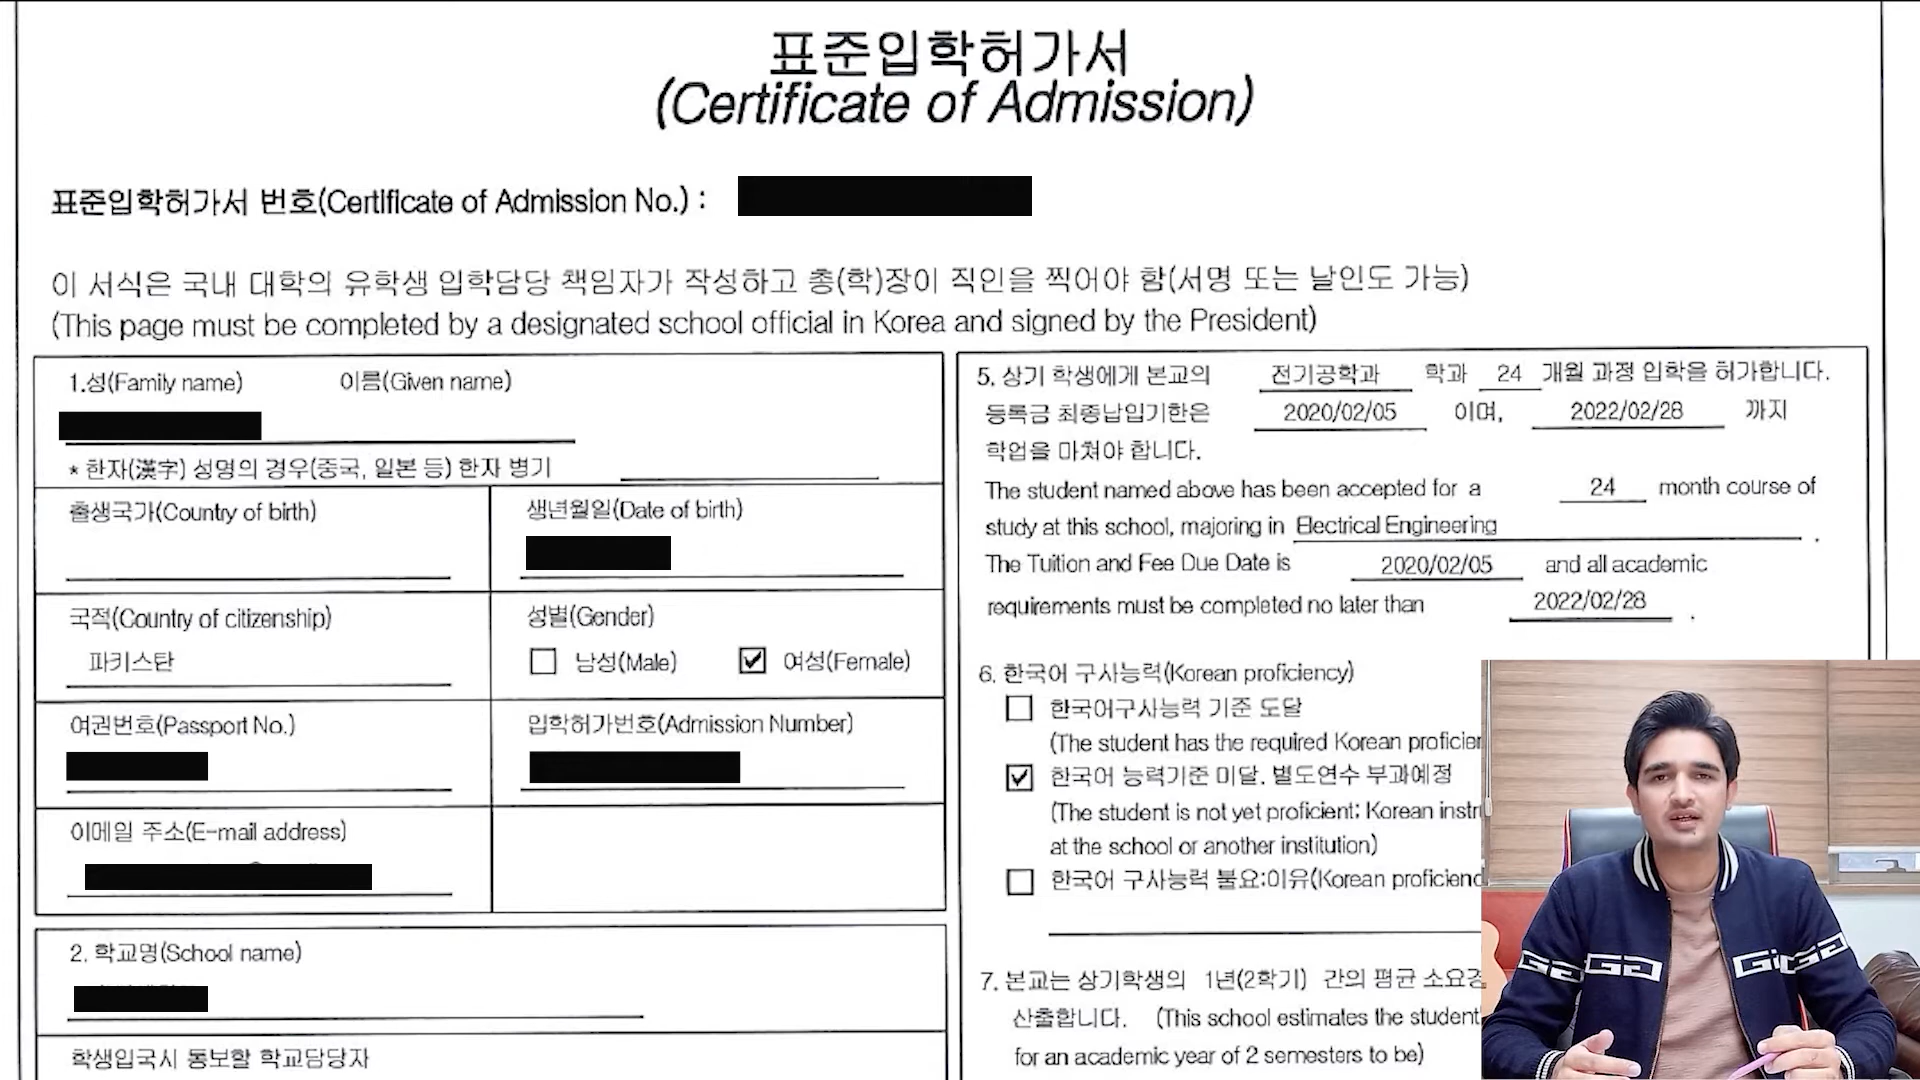 표준입학허가서
(Certificate of Admission)
표준입학허가서 번호(Certificate of Admission No.) :
이 서식은 국내 대학의 유학생 입학담당 책임자가 작성하고 총(학)장이 직인을 찍어야 함(서명 또는 날인도 가능)
(This page must be completed by a designated school official in Korea and signed by the President)
1.성(Family name) 이름(Given name)
* 한자(漢字) 성명의 경우(중국, 일본 등) 한자 병기
출생국가(Country of birth)
생년월일(Date of birth)
국적(Country of citizenship)
파키스탄
성별(Gender)
남성(Male) 여성(Female)
여권번호(Passport No.)
입학허가번호(Admission Number)
이메일 주소(E-mail address)
2. 학교명(School name)
학생입국시 통보할 학교담당자
5. 상기 학생에게 본교의 전기공학과 학과 24 개월 과정 입학을 허가합니다.
등록금 최종납입기한은 2020/02/05 이며, 2022/02/28 까지
학업을 마쳐야 합니다.
The student named above has been accepted for a 24 month course of
study at this school, majoring in Electrical Engineering .
The Tuition and Fee Due Date is 2020/02/05 and all academic
requirements must be completed no later than 2022/02/28 .
6. 한국어 구사능력(Korean proficiency)
한국어구사능력 기준 도달
(The student has the required Korean
한국어 능력기준 미달. 별도연수 부과예정
(The student is not yet proficient; Korean
at the school or another institution)
한국어 구사능력 불요:이유(Korean
7. 본교는 상기학생의 1년(2학기) 간의 평균
산출합니다. (This school estimates the student
for an academic year of 2 semesters to be)